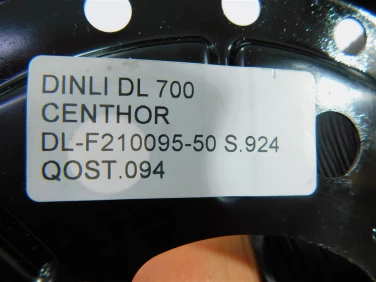 DINLI DL 700
CENTHOR
DL-F210095-50 S.924
QOST.094